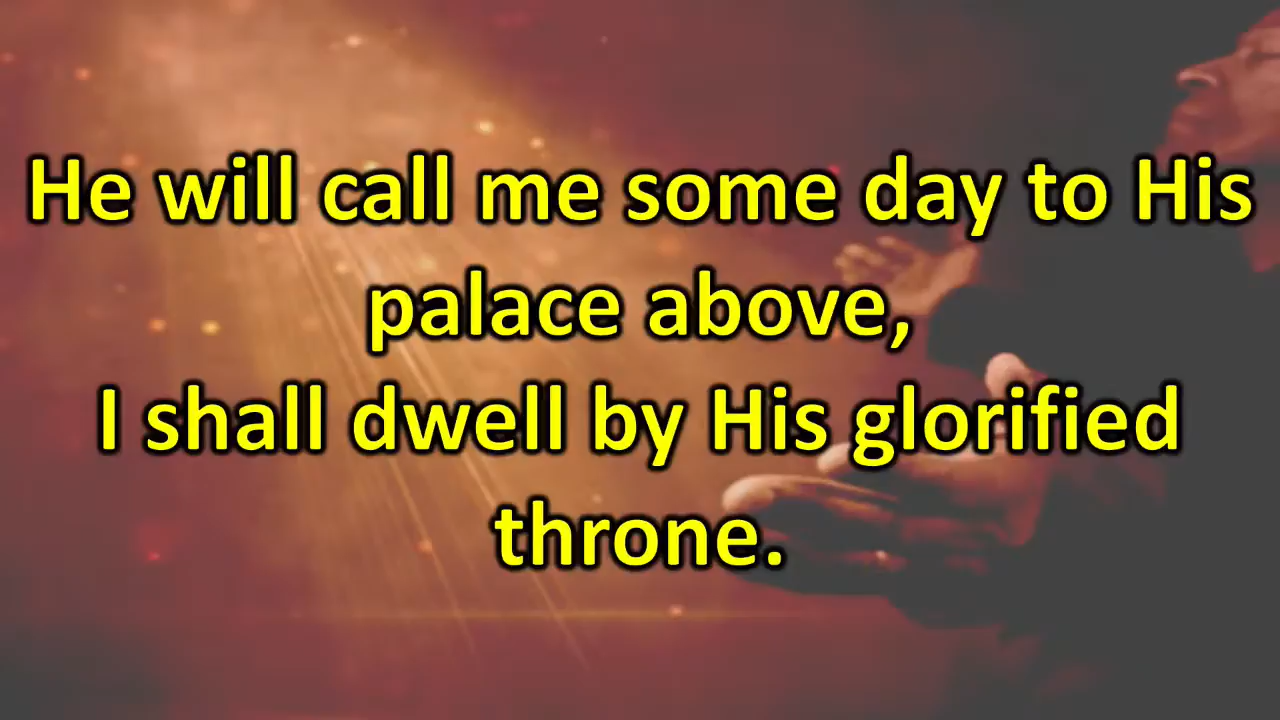 He will call me some day to His
palace above,
I shall dwell by His glorified
throne.